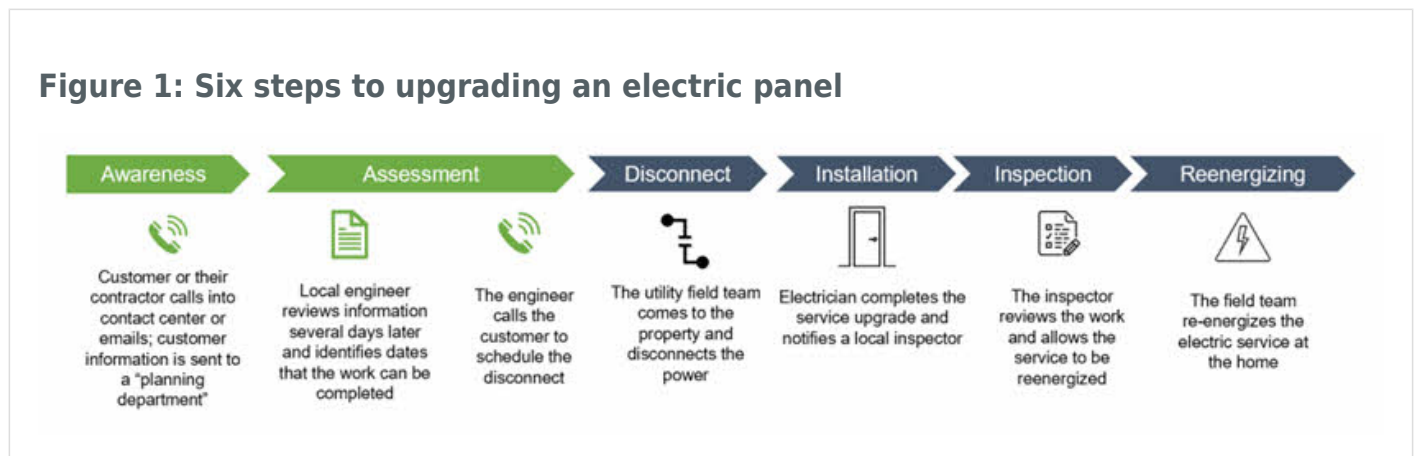 Figure 1: Six steps to upgrading an electric panel
Awareness
Assessment
Disconnect
Installation
Inspection
Reenergizing
Customer or their
contractor calls into
contact center or
emails; customer
information is sent to
a “planning
department”
Local engineer
reviews information
several days later
and identifies dates
that the work can be
completed
The engineer
calls the
customer to
schedule the
disconnect
The utility field team
comes to the
property and
disconnects the
power
Electrician completes the
service upgrade and
notifies a local inspector
The inspector
reviews the work
and allows the
service to be
reenergized
The field team
re-energizes the
electric service at
the home